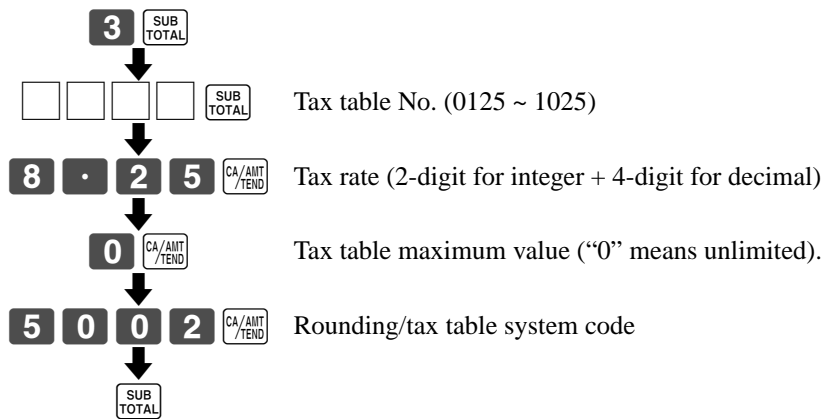 3 SUB TOTAL
SUB TOTAL Tax table No. (0125 ~ 1025)
8 · 2 5 CA/AMT /TEND Tax rate (2-digit for integer + 4-digit for decimal)
0 CA/AMT /TEND Tax table maximum value (“0” means unlimited).
5 0 0 2 CA/AMT /TEND Rounding/tax table system code
SUB TOTAL